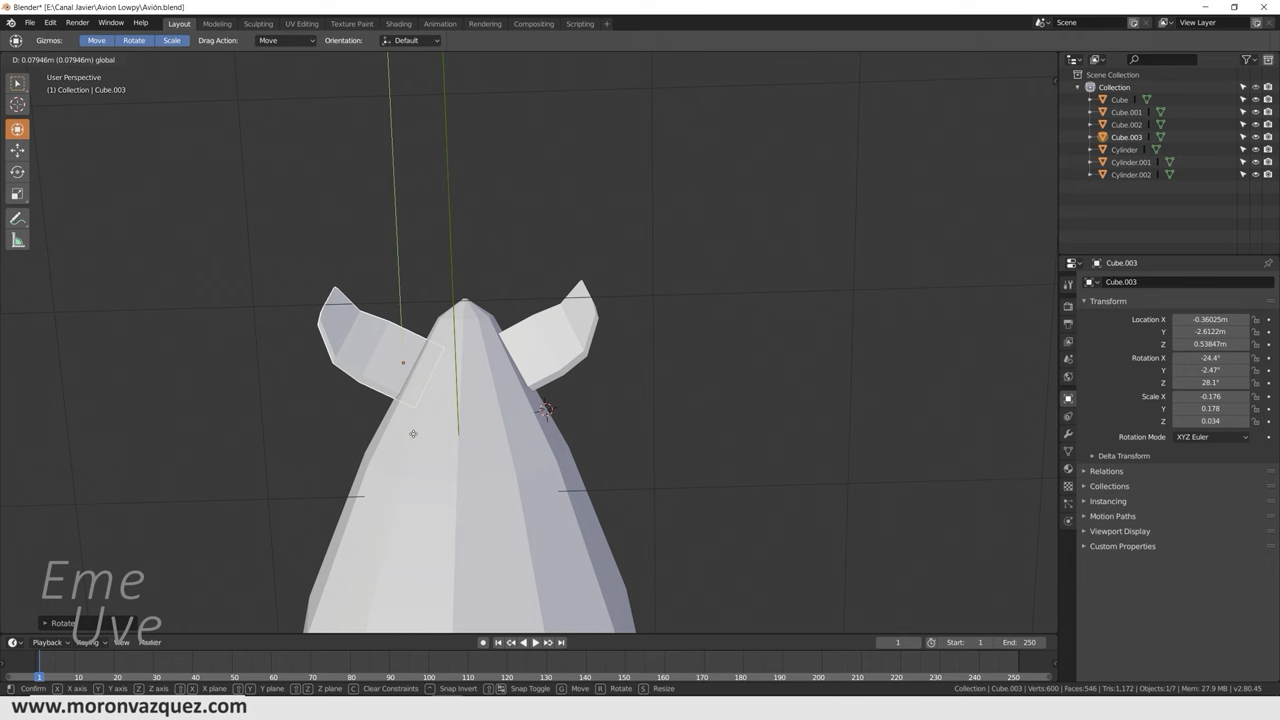 Blender* [E:\Canal Javier\Avion Lowpy\Avión.blend]
File Edit Render Window Help Layout Modeling Sculpting UV Editing Texture Paint Shading Animation Rendering Compositing Scripting + Scene View Layer
Gizmos: Move Rotate Scale Drag Action: Move Orientation: Default
D: 0.07946m (0.07946m) global
User Perspective
(1) Collection | Cube.003
Scene Collection
Collection
Cube
Cube.001
Cube.002
Cube.003
Cylinder
Cylinder.001
Cylinder.002
Cube.003
Cube.003
Transform
Location X -0.36025m
Y -2.6122m
Z 0.53847m
Rotation X -24.4°
Y -2.47°
Z 28.1°
Scale X -0.176
Y 0.178
Z 0.034
Rotation Mode XYZ Euler
Delta Transform
Relations
Collections
Instancing
Motion Paths
Viewport Display
Custom Properties
Eme
Uve
Rotate
Playback Keying View Marker 1 Start: 1 End: 250
1 10 20 30 40 50 60 70 80 90 100 110 120 130 140 150 160 170 180 190 200 210 220 230 240 250
Confirm X X axis Y Y axis Z Z axis X X plane Y Y plane Z Z plane C Clear Constraints Snap Invert Snap Toggle G Move R Rotate S Resize Collection | Cube.003 | Verts:600 | Faces:546 | Tris:1,172 | Objects:1/7 | Mem: 27.9 MB | v2.80.45
www.moronvazquez.com